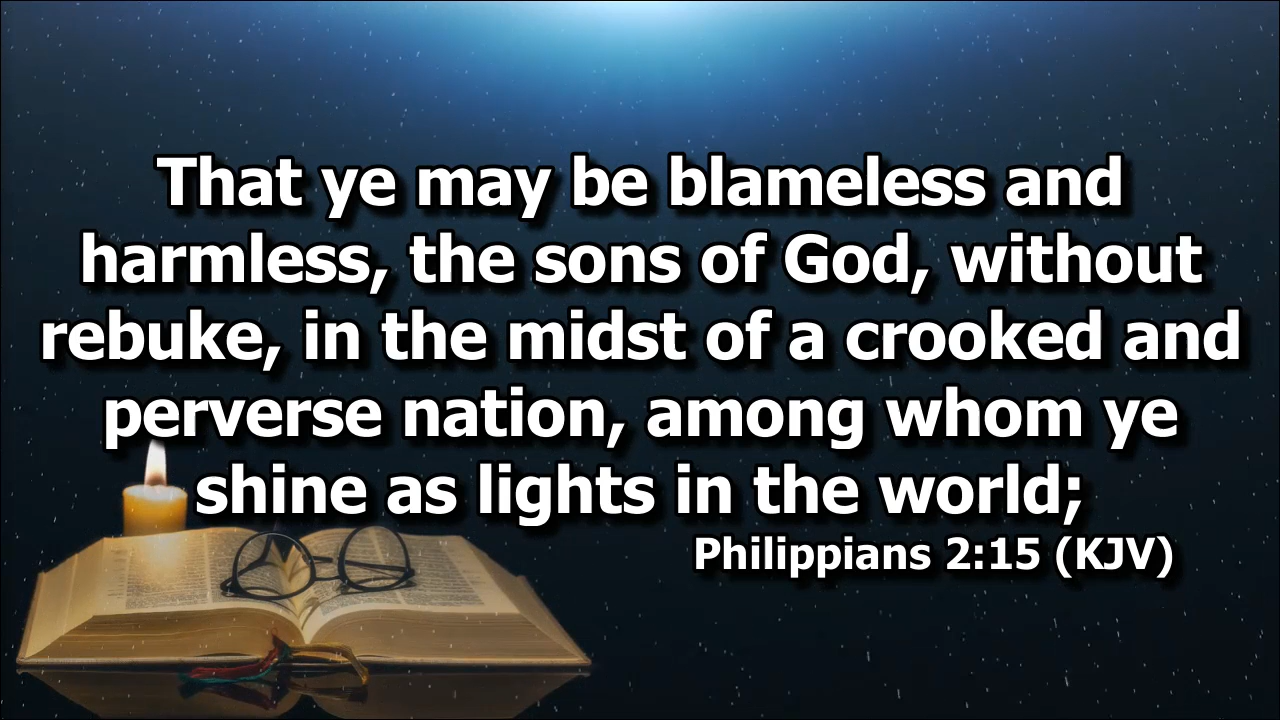 That ye may be blameless and
harmless, the sons of God, without
rebuke, in the midst of a crooked and
perverse nation, among whom ye
shine as lights in the world;
Philippians 2:15 (KJV)